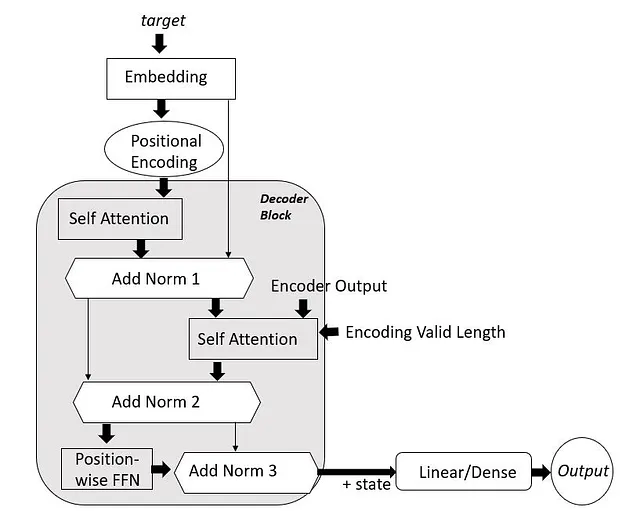 target
Embedding
Positional
Encoding
Decoder
Block
Self Attention
Add Norm 1
Encoder Output
Self Attention
Encoding Valid Length
Add Norm 2
Position-
wise FFN
Add Norm 3
+ state
Linear/Dense
Output